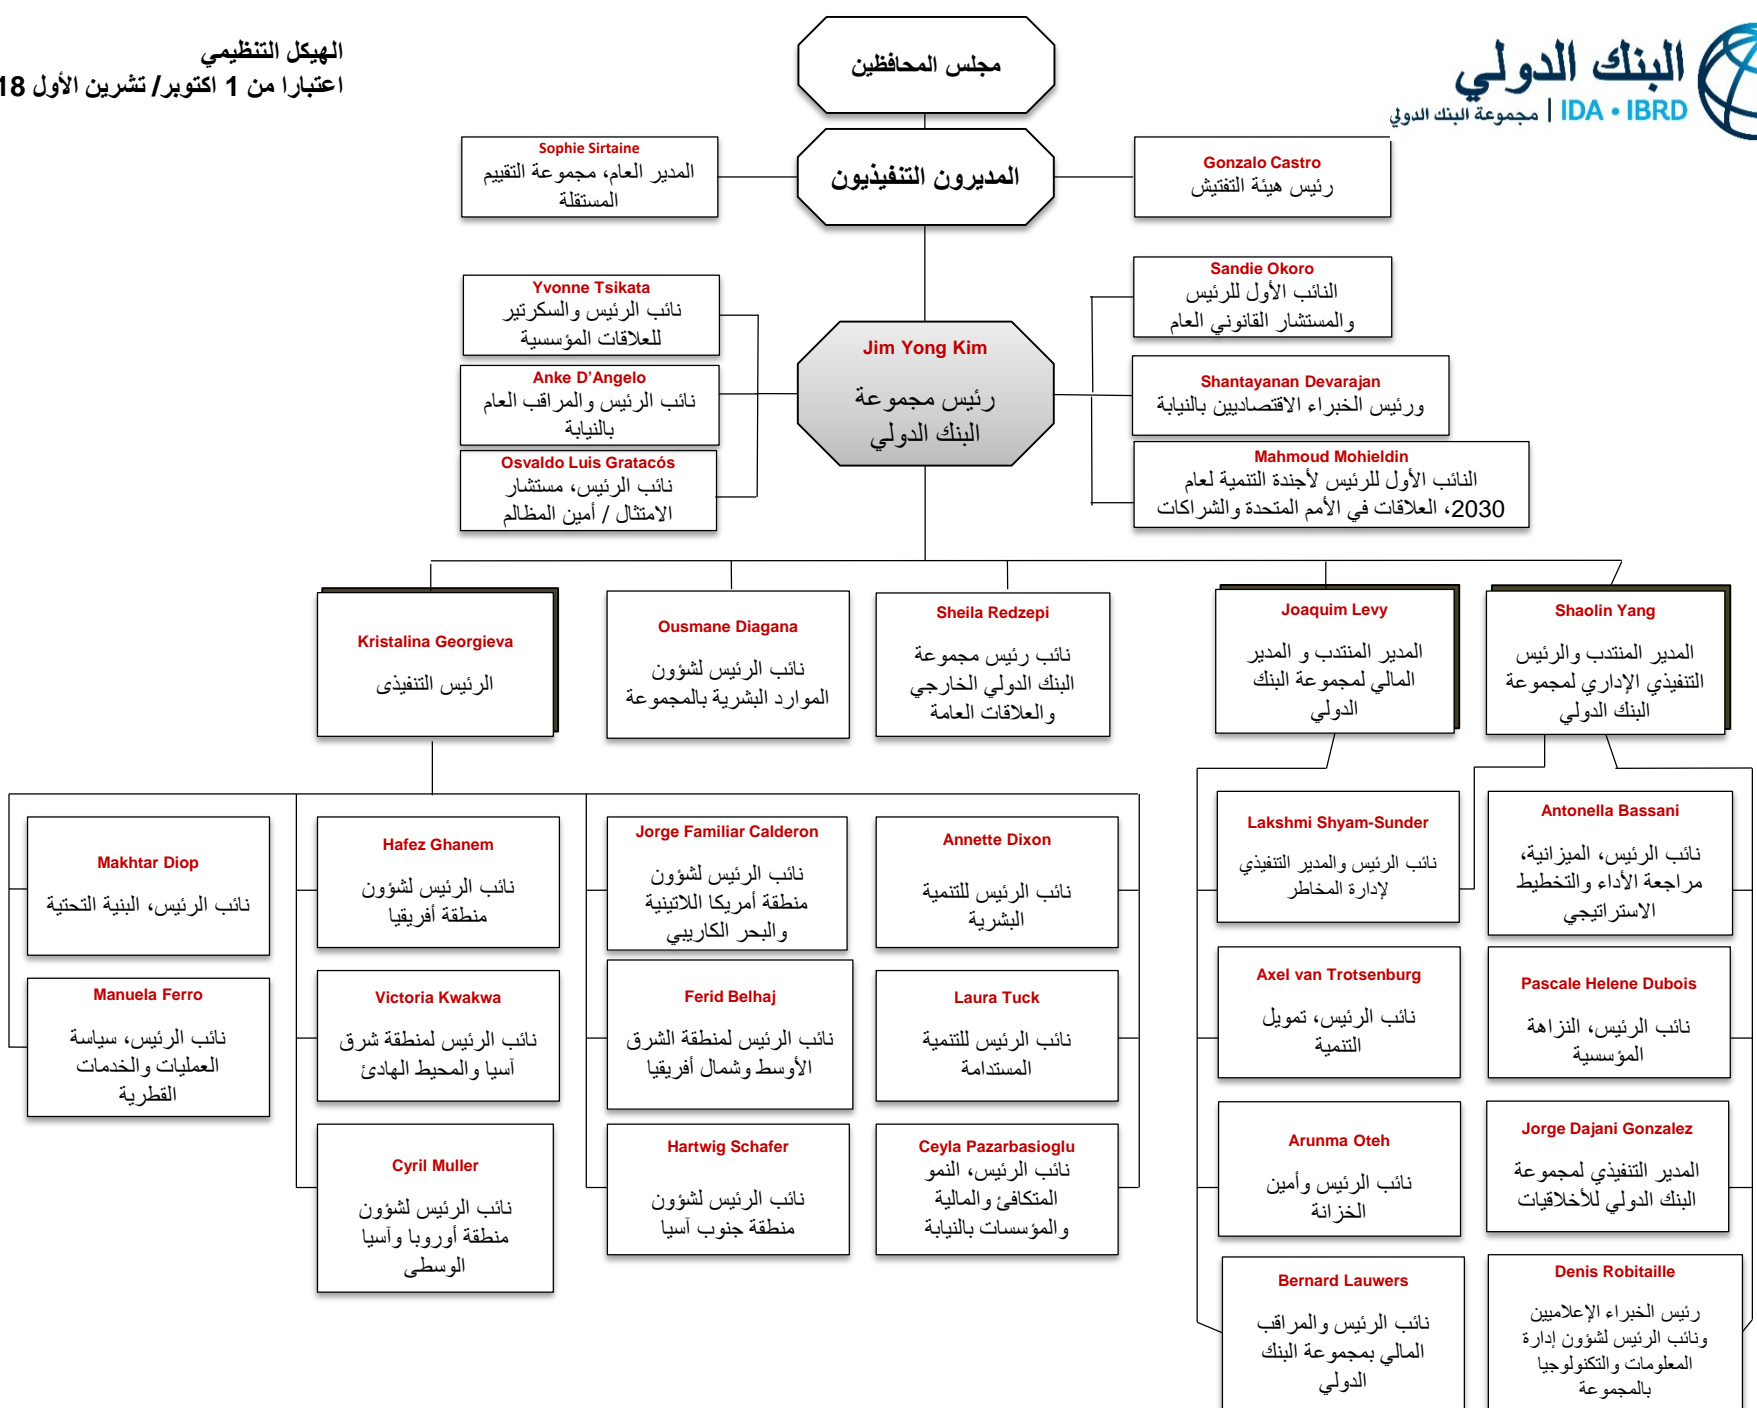 الهيكل التنظيمي
اعتبارا من 1 اكتوبر/ تشرين الأول 18
البنك الدولي
IDA • IBRD | مجموعة البنك الدولي
مجلس المحافظين
Sophie Sirtaine
المدير العام، مجموعة التقييم
المستقلة
المديرون التنفيذيون
Gonzalo Castro
رئيس هيئة التفتيش
Yvonne Tsikata
نائب الرئيس والسكرتير
للعلاقات المؤسسية
Anke D’Angelo
نائب الرئيس والمراقب العام
بالنيابة
Osvaldo Luis Gratacós
نائب الرئيس، مستشار
الامتثال / أمين المظالم
Jim Yong Kim
رئيس مجموعة
البنك الدولي
Sandie Okoro
النائب الأول للرئيس
والمستشار القانوني العام
Shantayanan Devarajan
ورئيس الخبراء الاقتصاديين بالنيابة
Mahmoud Mohieldin
النائب الأول للرئيس لأجندة التنمية لعام
2030، العلاقات في الأمم المتحدة والشراكات
Kristalina Georgieva
الرئيس التنفيذى
Ousmane Diagana
نائب الرئيس لشؤون
الموارد البشرية بالمجموعة
Sheila Redzepi
نائب رئيس مجموعة
البنك الدولي الخارجي
والعلاقات العامة
Joaquim Levy
المدير المنتدب و المدير
المالي لمجموعة البنك
الدولي
Shaolin Yang
المدير المنتدب والرئيس
التنفيذي الإداري لمجموعة
البنك الدولي
Makhtar Diop
نائب الرئيس، البنية التحتية
Hafez Ghanem
نائب الرئيس لشؤون
منطقة أفريقيا
Jorge Familiar Calderon
نائب الرئيس لشؤون
منطقة أمريكا اللاتينية
والبحر الكاريبي
Annette Dixon
نائب الرئيس للتنمية
البشرية
Lakshmi Shyam-Sunder
نائب الرئيس والمدير التنفيذي
لإدارة المخاطر
Antonella Bassani
نائب الرئيس، الميزانية،
مراجعة الأداء والتخطيط
الاستراتيجي
Manuela Ferro
نائب الرئيس، سياسة
العمليات والخدمات
القطرية
Victoria Kwakwa
نائب الرئيس لمنطقة شرق
آسيا والمحيط الهادئ
Ferid Belhaj
نائب الرئيس لمنطقة الشرق
الأوسط وشمال أفريقيا
Laura Tuck
نائب الرئيس للتنمية
المستدامة
Axel van Trotsenburg
نائب الرئيس، تمويل
التنمية
Pascale Helene Dubois
نائب الرئيس، النزاهة
المؤسسية
Cyril Muller
نائب الرئيس لشؤون
منطقة أوروبا وآسيا
الوسطى
Hartwig Schafer
نائب الرئيس لشؤون
منطقة جنوب آسيا
Ceyla Pazarbasioglu
نائب الرئيس، النمو
المتكافئ والمالية
والمؤسسات بالنيابة
Arunma Oteh
نائب الرئيس وأمين
الخزانة
Jorge Dajani Gonzalez
المدير التنفيذي لمجموعة
البنك الدولي للأخلاقيات
Bernard Lauwers
نائب الرئيس والمراقب
المالي بمجموعة البنك
الدولي
Denis Robitaille
رئيس الخبراء الإعلاميين
ونائب الرئيس لشؤون إدارة
المعلومات والتكنولوجيا
بالمجموعة